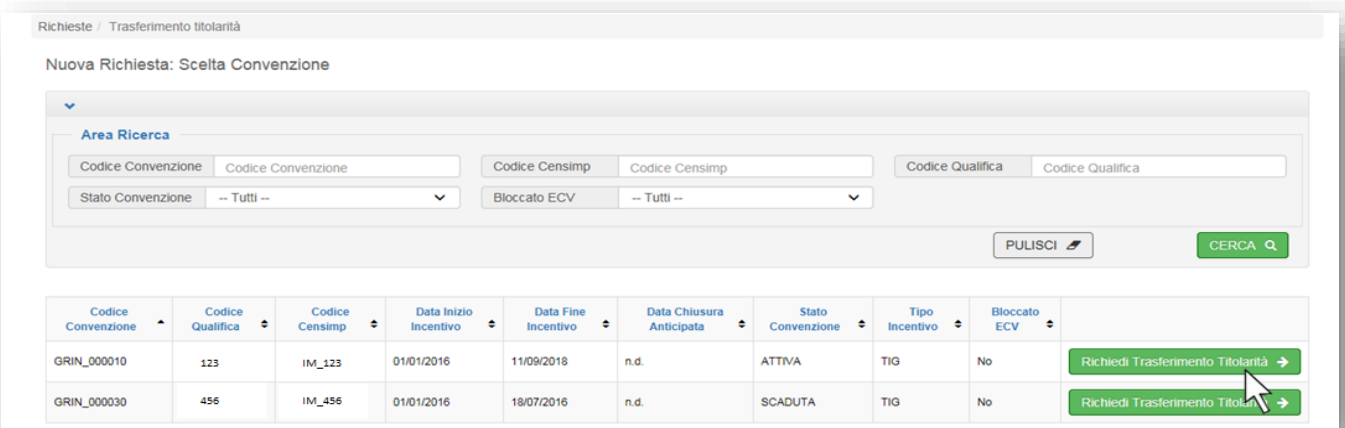 Richieste / Trasferimento titolarità
Nuova Richiesta: Scelta Convenzione
Area Ricerca
Codice Convenzione Codice Convenzione Codice Censimp Codice Censimp Codice Qualifica Codice Qualifica
Stato Convenzione -- Tutti -- Bloccato ECV -- Tutti --
PULISCI CERCA
Codice Convenzione Codice Qualifica Codice Censimp Data Inizio Incentivo Data Fine Incentivo Data Chiusura Anticipata Stato Convenzione Tipo Incentivo Bloccato ECV
GRIN_000010 123 IM_123 01/01/2016 11/09/2018 n.d. ATTIVA TIG No Richiedi Trasferimento Titolarità
GRIN_000030 456 IM_456 01/01/2016 18/07/2016 n.d. SCADUTA TIG No Richiedi Trasferimento